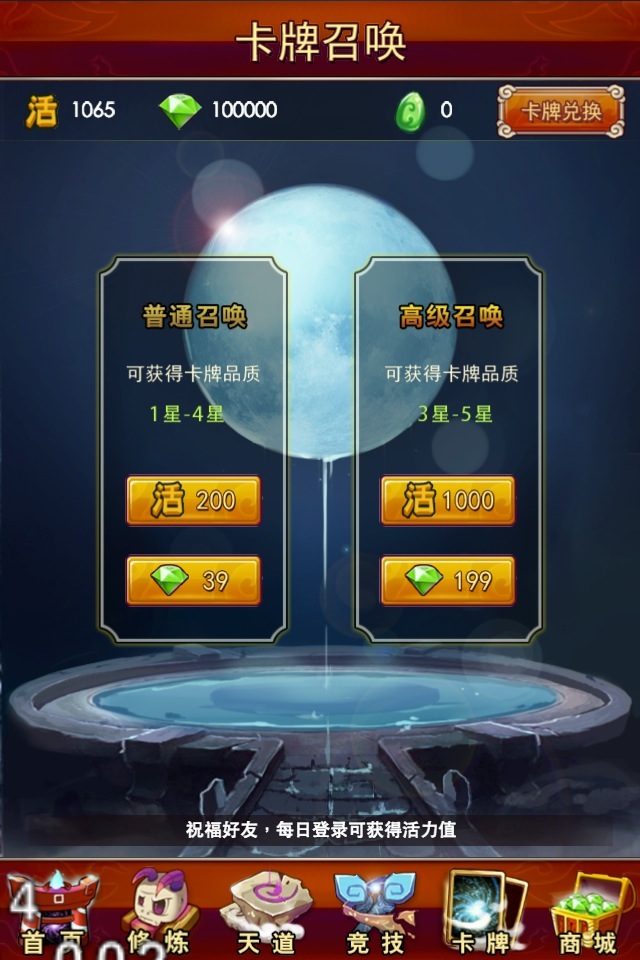 卡牌召唤
活 1065 100000 0 卡牌兑换
普通召唤 高级召唤
可获得卡牌品质 可获得卡牌品质
1星-4星 3星-5星
活 200 活 1000
39 199
祝福好友，每日登录可获得活力值
4
首页 修炼 天道 竞技 卡牌 商城